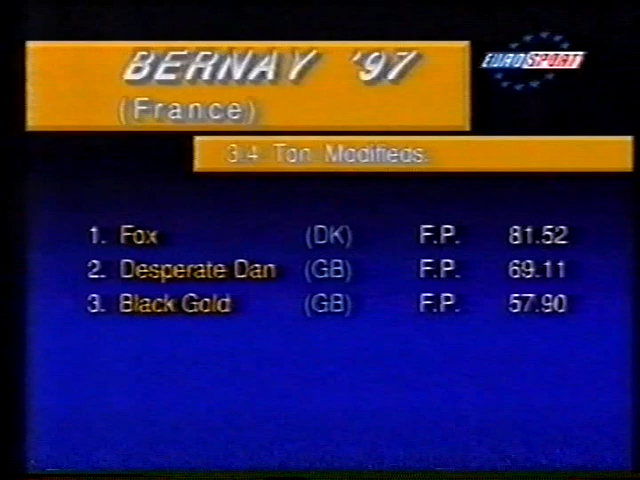 BERNAY '97
EUROSPORT
(France)
3.4 Ton Modifieds
1. Fox (DK) F.P. 81.52
2. Desperate Dan (GB) F.P. 69.11
3. Black Gold (GB) F.P. 57.90